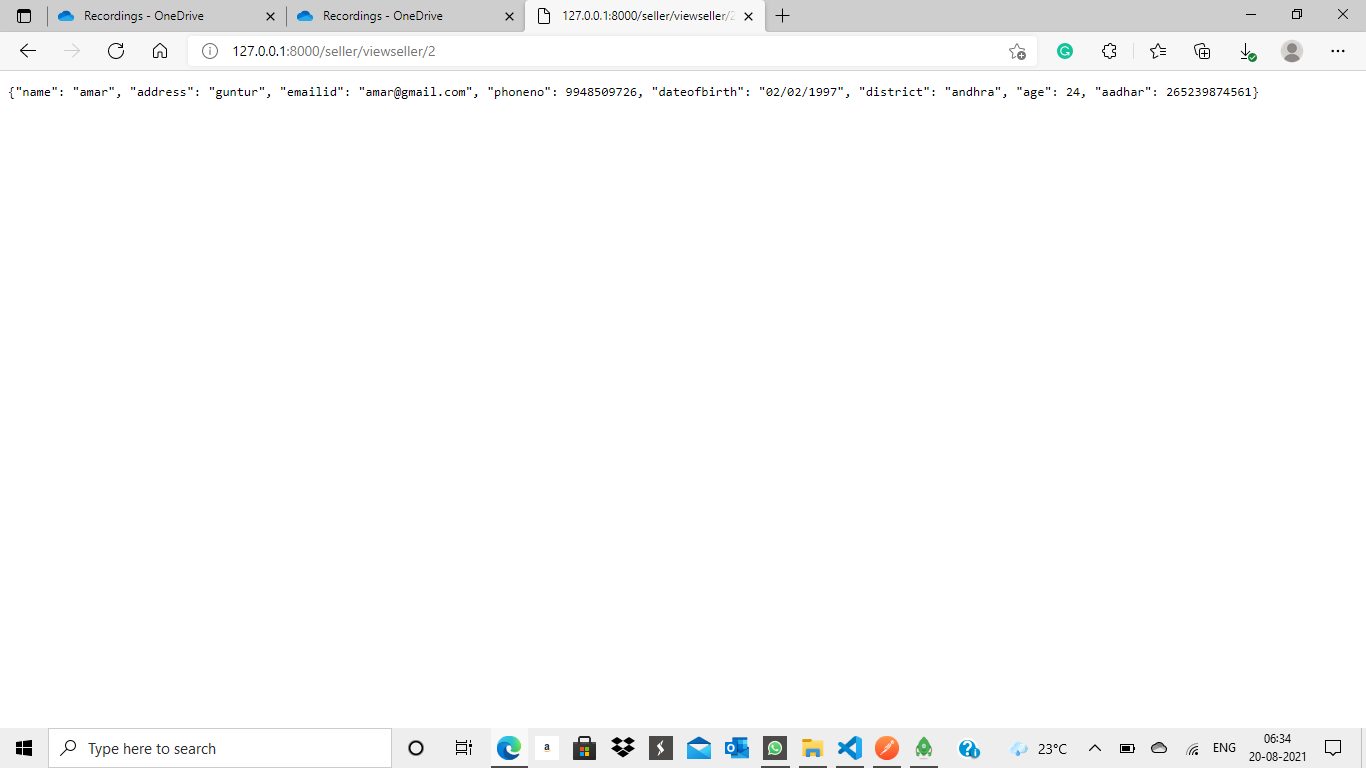 Recordings - OneDrive
Recordings - OneDrive
127.0.0.1:8000/seller/viewseller/2
127.0.0.1:8000/seller/viewseller/2
{"name": "amar", "address": "guntur", "emailid": "amar@gmail.com", "phoneno": 9948509726, "dateofbirth": "02/02/1997", "district": "andhra", "age": 24, "aadhar": 265239874561}
Type here to search
a
23°C
ENG
06:34
20-08-2021